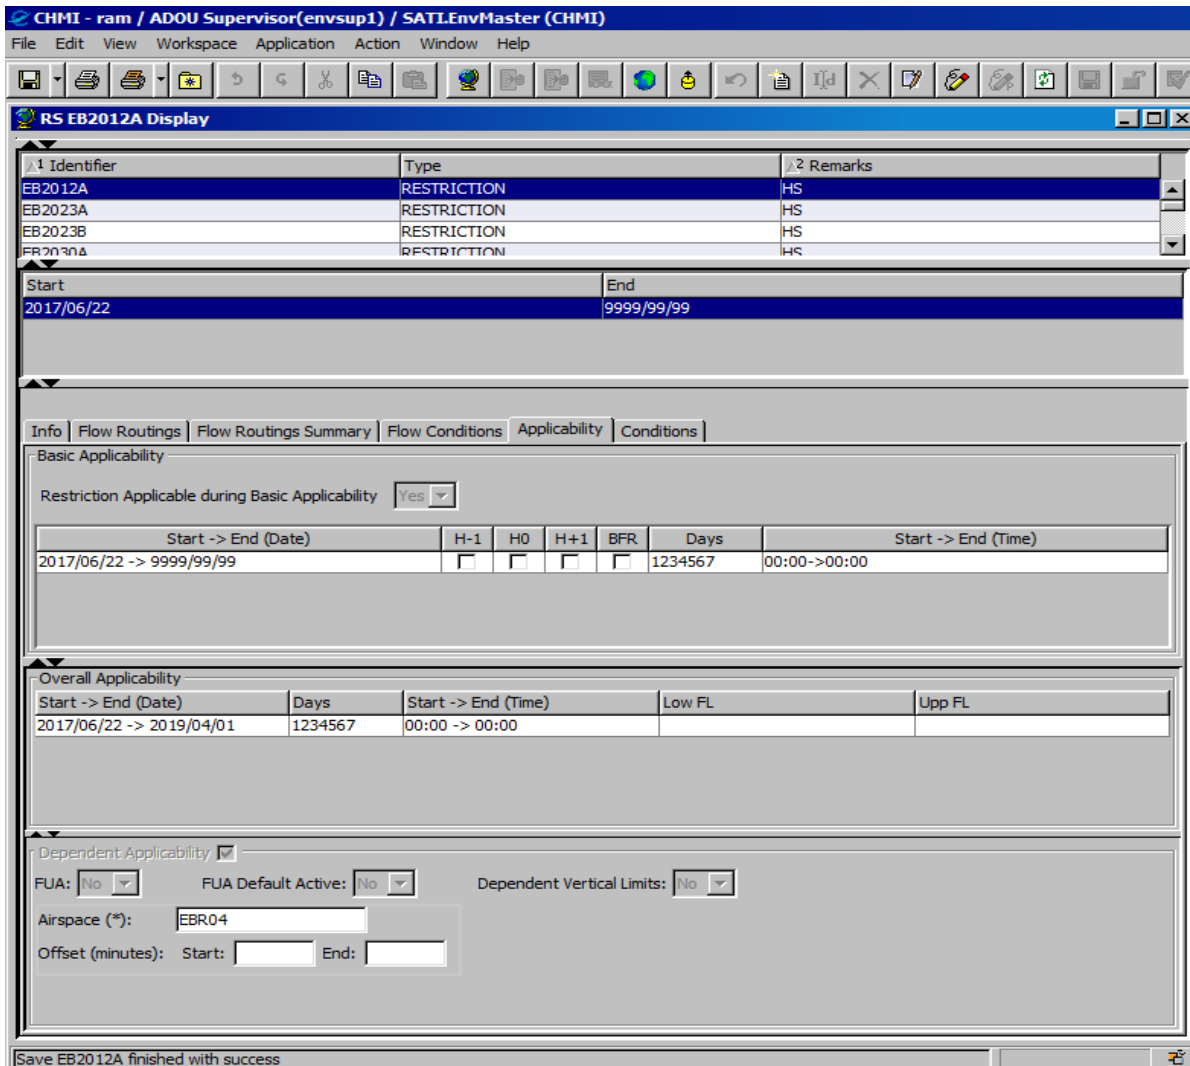 CHMI - ram / ADOU Supervisor(envsup1) / SATI.EnvMaster (CHMI)
File Edit View Workspace Application Action Window Help
RS EB2012A Display
1 Identifier Type 2 Remarks
EB2012A RESTRICTION HS
EB2023A RESTRICTION HS
EB2023B RESTRICTION HS
EB2030A RESTRICTION HS
Start End
2017/06/22 9999/99/99
Info Flow Routings Flow Routings Summary Flow Conditions Applicability Conditions
Basic Applicability
Restriction Applicable during Basic Applicability Yes
Start -> End (Date) H-1 H0 H+1 BFR Days Start -> End (Time)
2017/06/22 -> 9999/99/99 1234567 00:00->00:00
Overall Applicability
Start -> End (Date) Days Start -> End (Time) Low FL Upp FL
2017/06/22 -> 2019/04/01 1234567 00:00 -> 00:00
Dependent Applicability
FUA: No FUA Default Active: No Dependent Vertical Limits: No
Airspace (*): EBR04
Offset (minutes): Start: End:
Save EB2012A finished with success